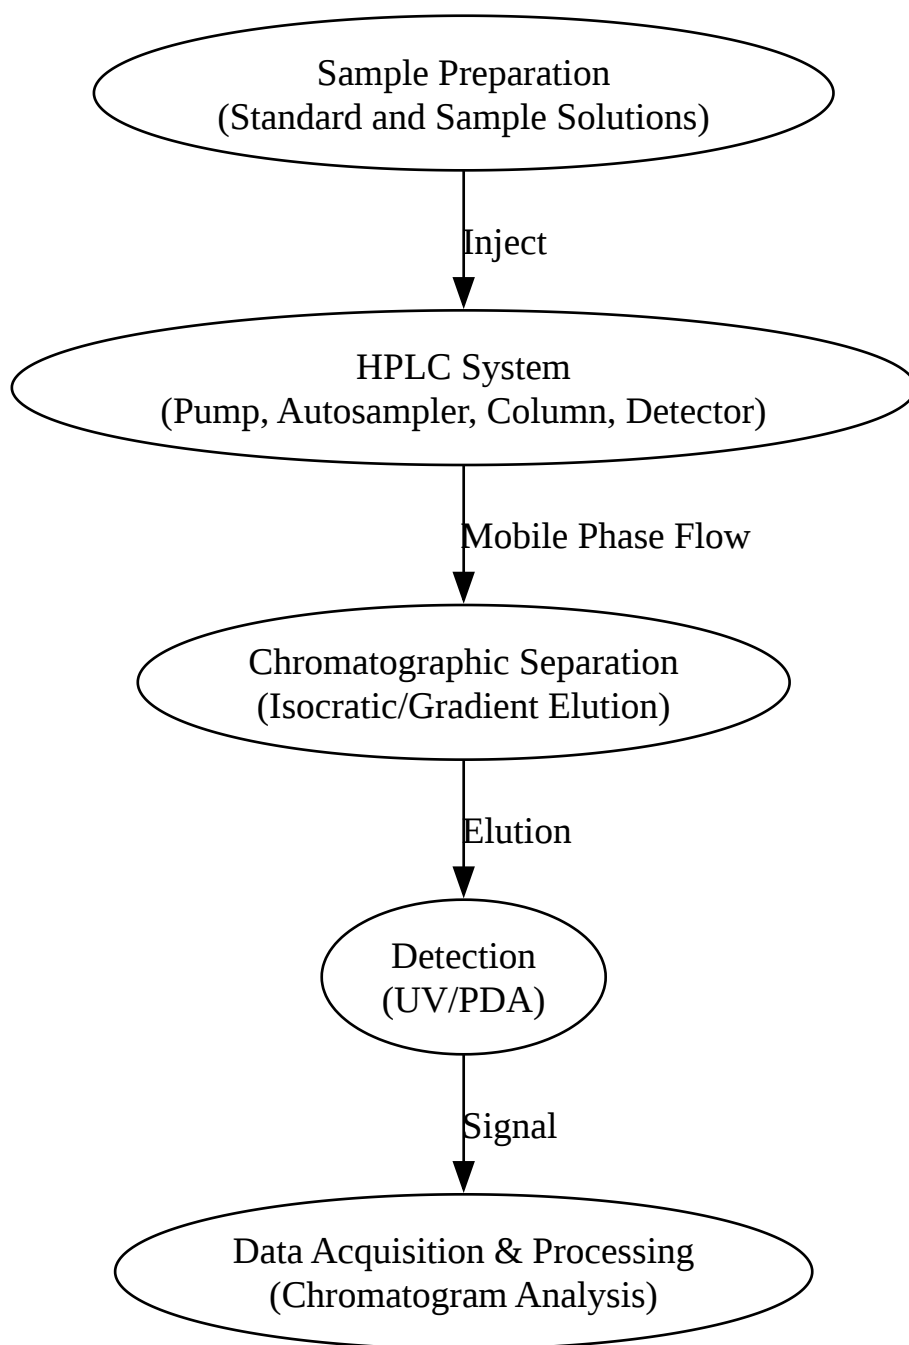 Sample Preparation
(Standard and Sample Solutions)
Inject
HPLC System
(Pump, Autosampler, Column, Detector)
Mobile Phase Flow
Chromatographic Separation
(Isocratic/Gradient Elution)
Elution
Detection
(UV/PDA)
Signal
Data Acquisition & Processing
(Chromatogram Analysis)